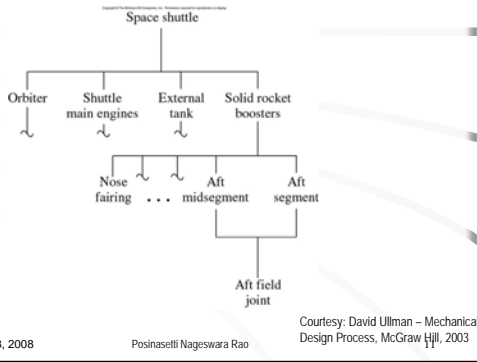 Space shuttle
Orbiter
Shuttle
main engines
External
tank
Solid rocket
boosters
Nose
fairing
. . .
Aft
midsegment
Aft
segment
Aft field
joint
Courtesy: David Ullman – Mechanical
Design Process, McGraw Hill, 2003
, 2008
Posinasetti Nageswara Rao
11